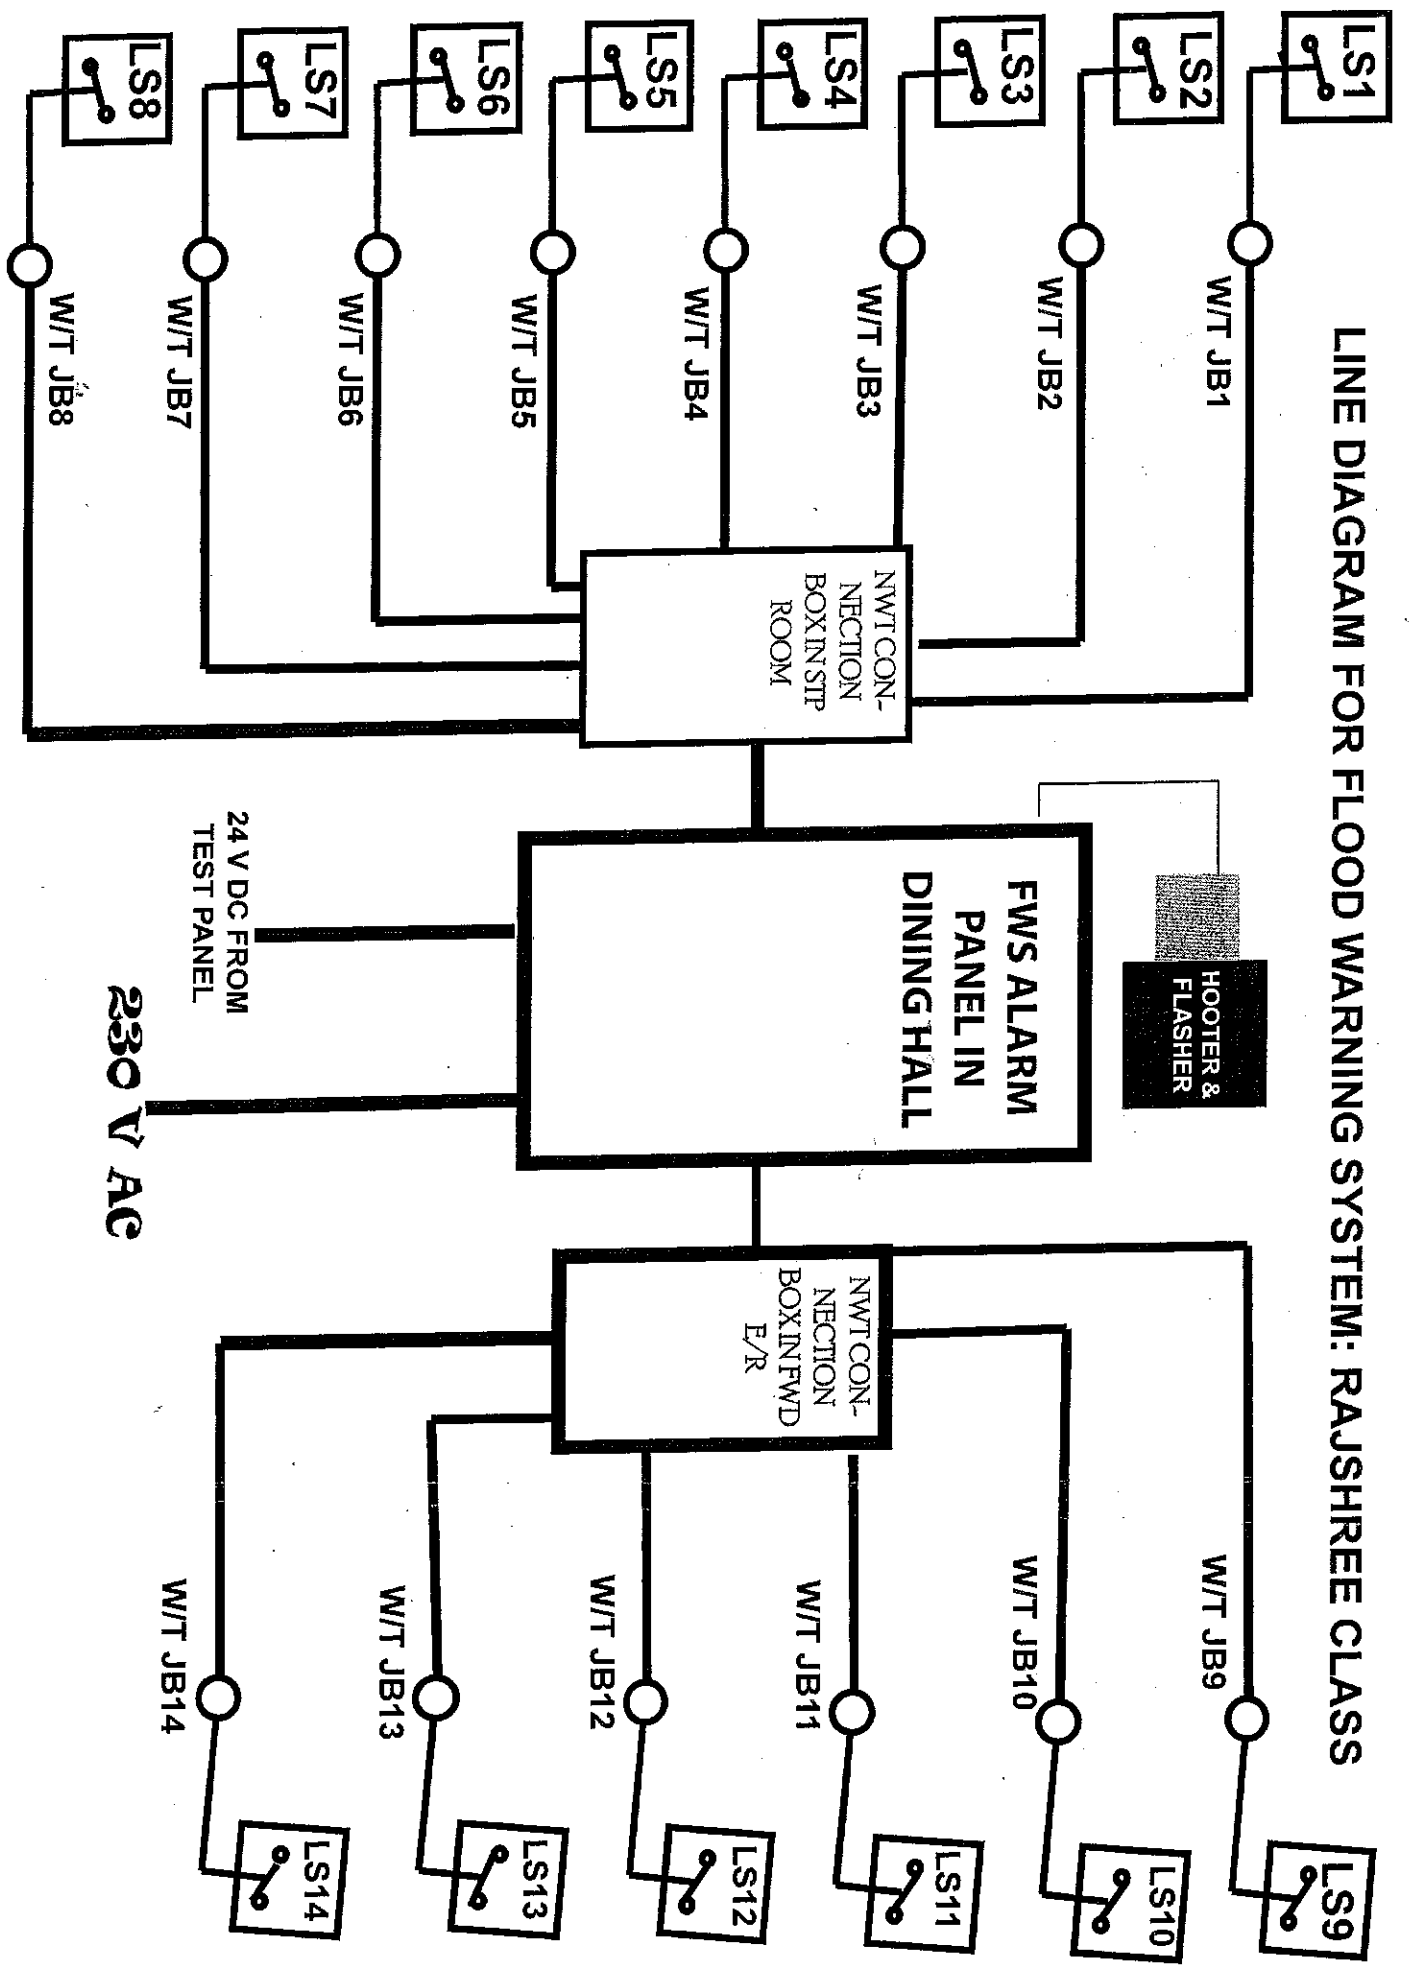 LINE DIAGRAM FOR FLOOD WARNING SYSTEM: RAJSHREE CLASS
LS1
W/T JB1
LS2
W/T JB2
LS3
W/T JB3
LS4
W/T JB4
LS5
W/T JB5
LS6
W/T JB6
LS7
W/T JB7
LS8
W/T JB8
NWT CON-
NECTION
BOX IN STP
ROOM
HOOTER &
FLASHER
FWS ALARM
PANEL IN
DINING HALL
24 V DC FROM
TEST PANEL
230 V AC
NWT CON-
NECTION
BOX IN FWD
E/R
W/T JB9
LS9
W/T JB10
LS10
W/T JB11
LS11
W/T JB12
LS12
W/T JB13
LS13
W/T JB14
LS14